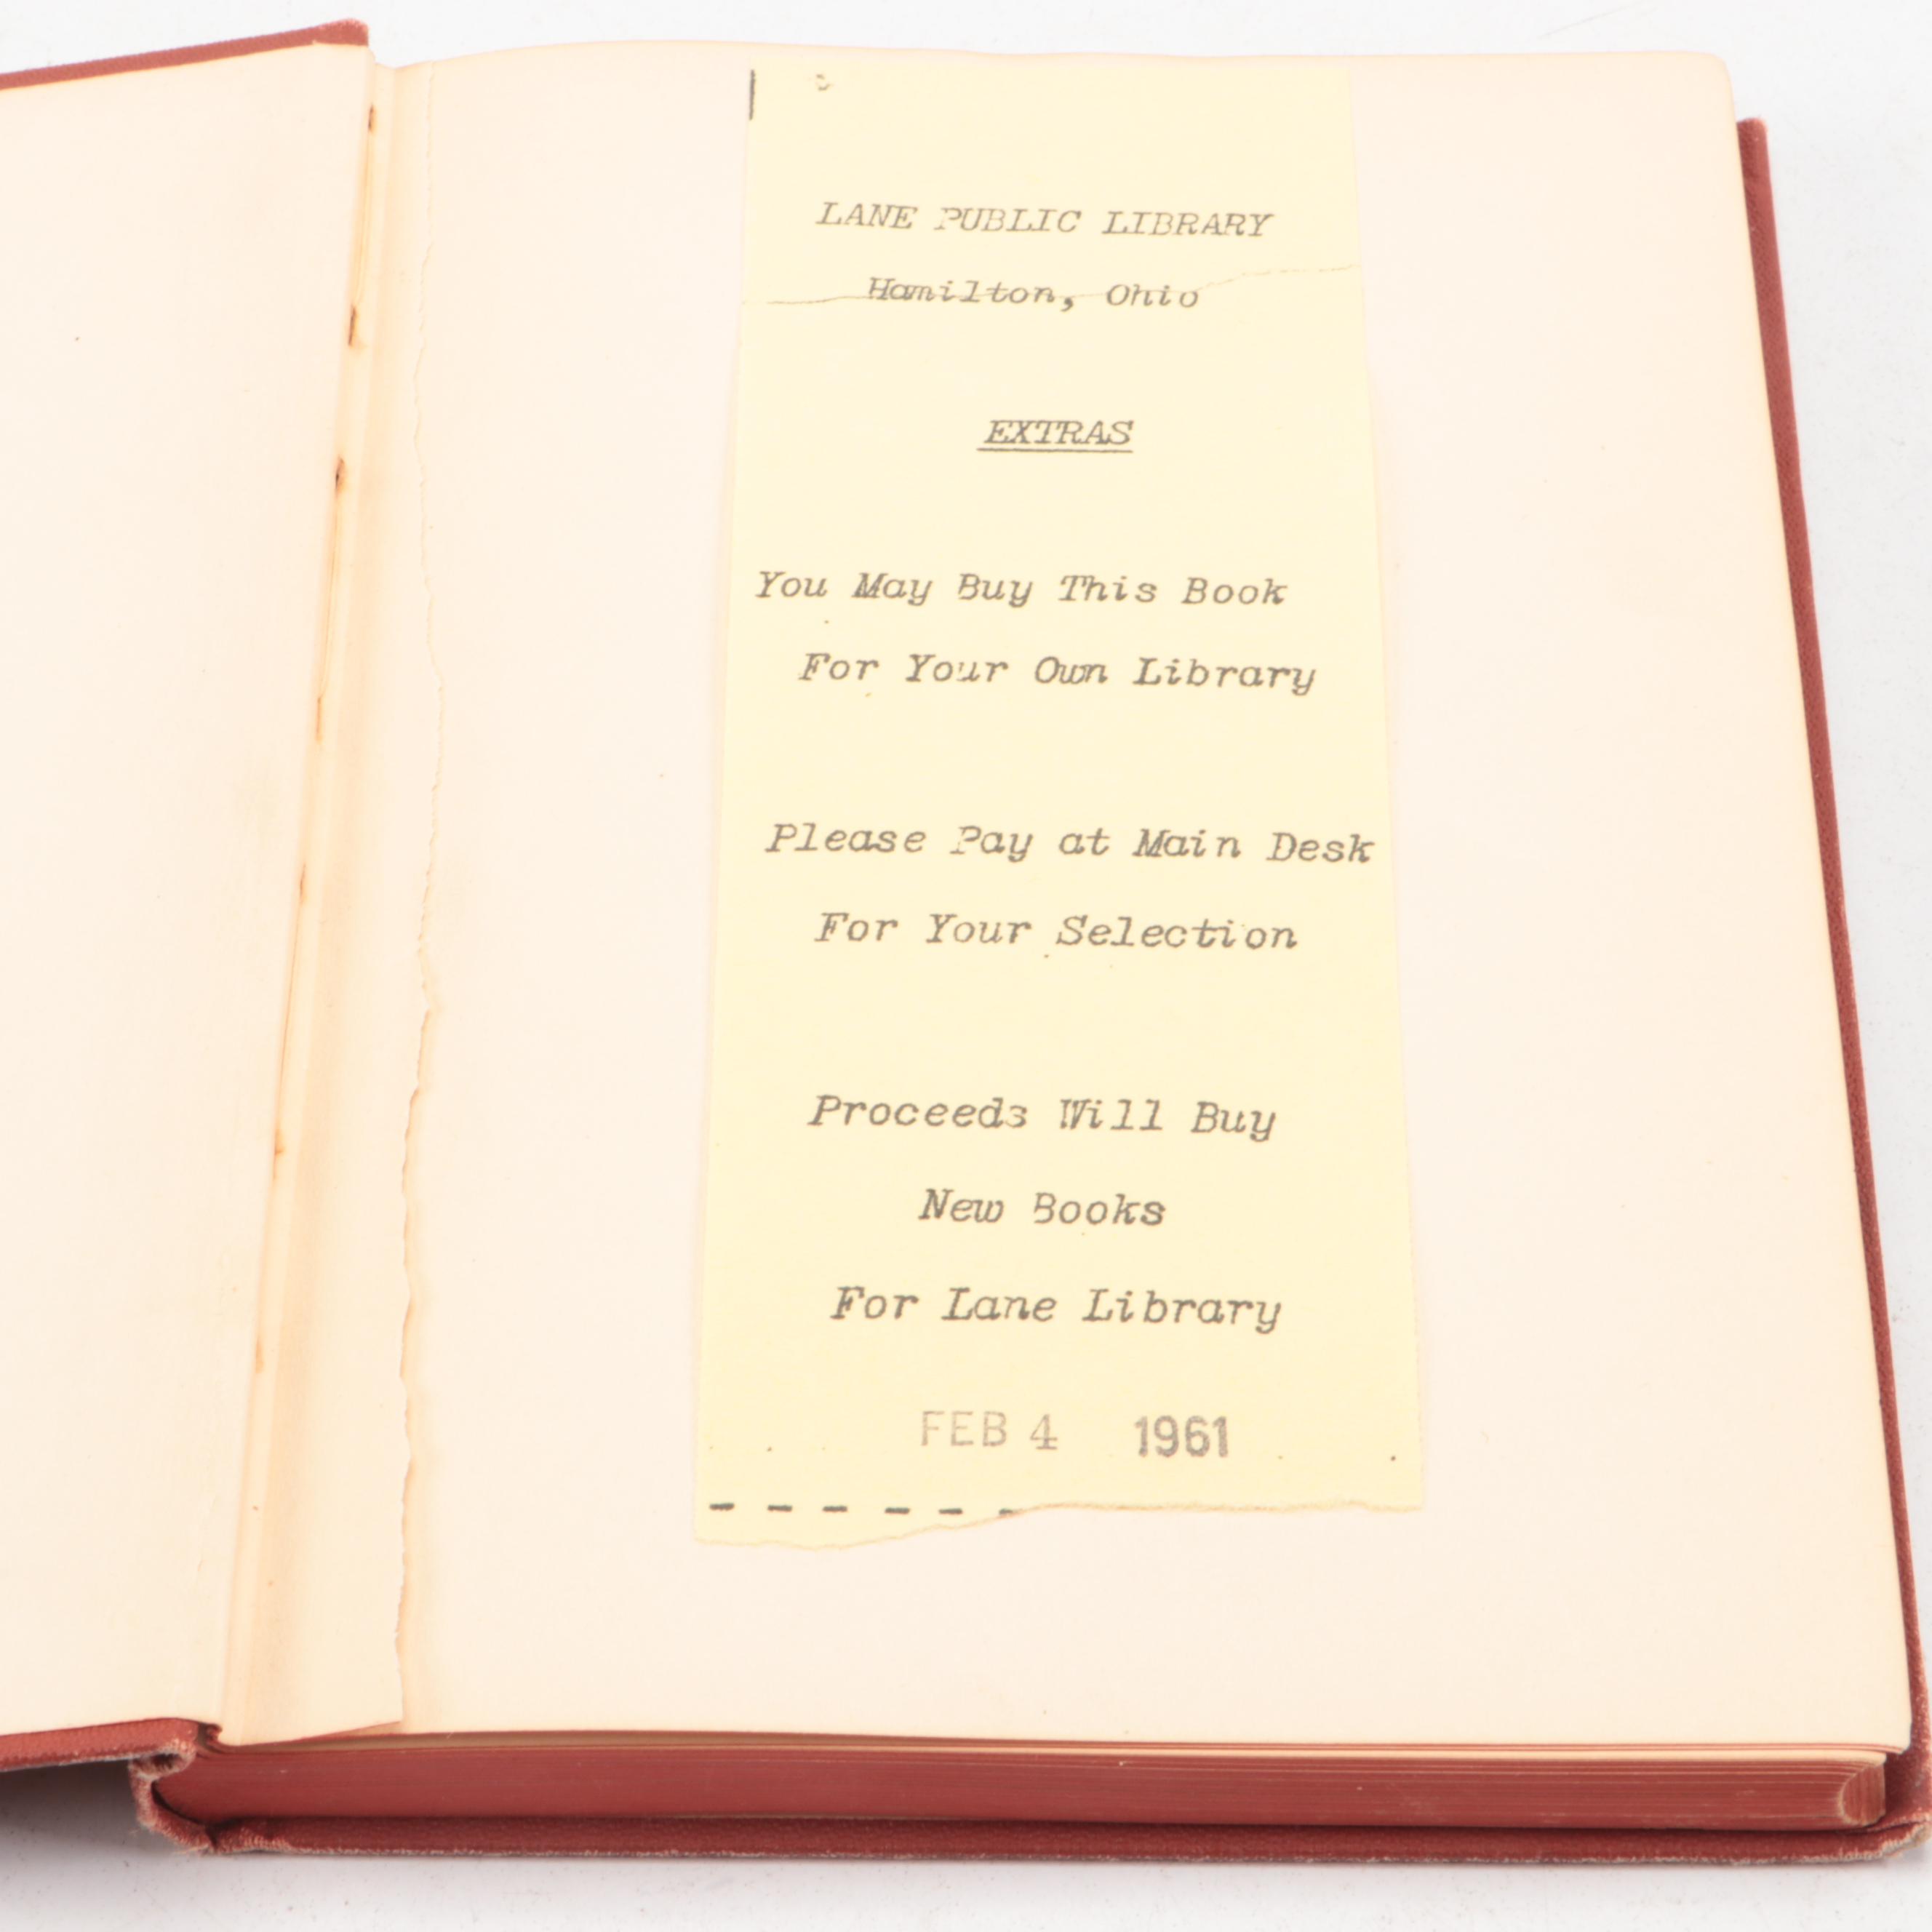 LANE PUBLIC LIBRARY
Hamilton, Ohio
EXTRAS
You May Buy This Book
For Your Own Library
Please Pay at Main Desk
For Your Selection
Proceeds Will Buy
New Books
For Lane Library
FEB 4 1961